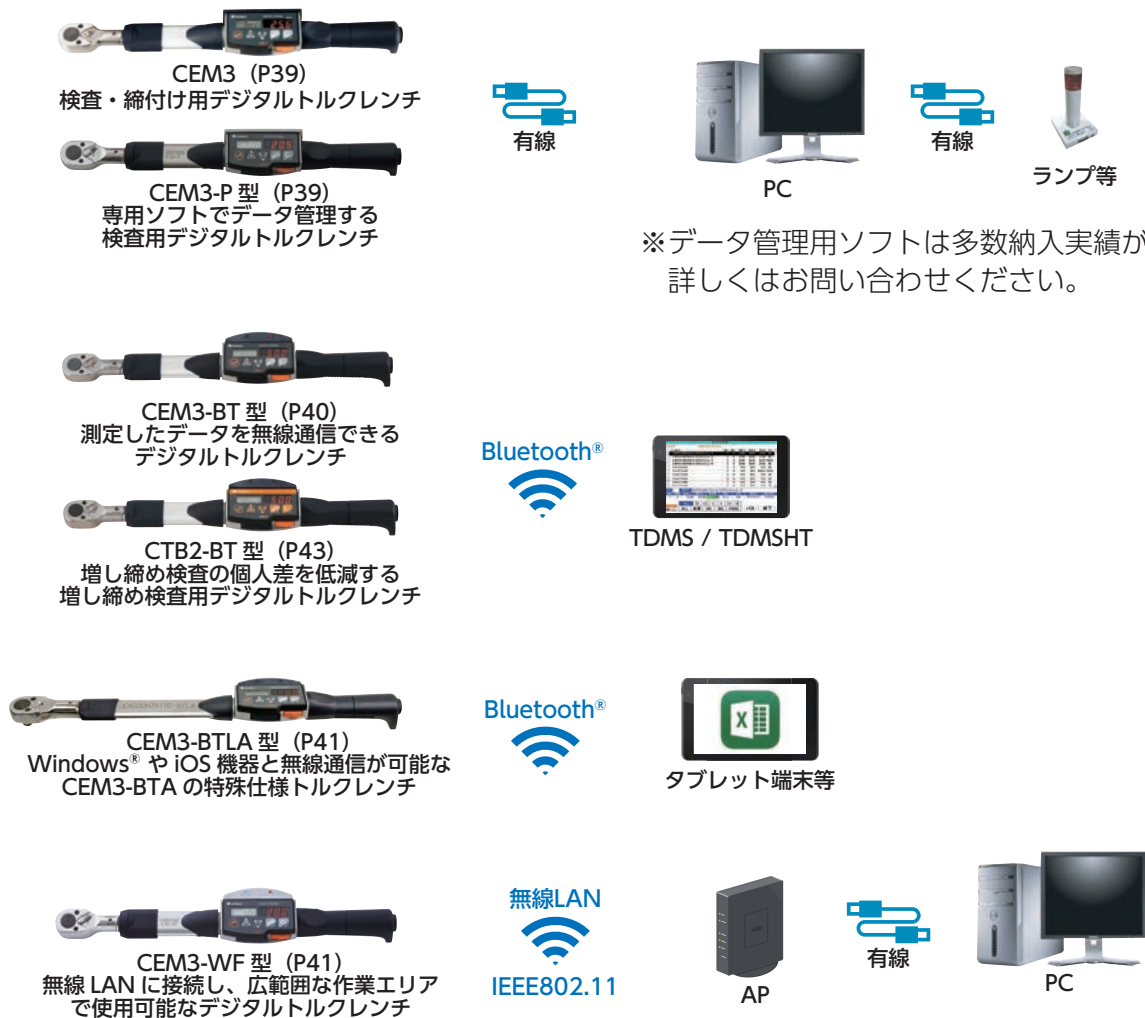 CEM3（P39）
検査・締付け用デジタルトルクレンチ
有線
PC
有線
ランプ等
CEM3-P 型（P39）
専用ソフトでデータ管理する
検査用デジタルトルクレンチ
※データ管理用ソフトは多数納入実績が
詳しくはお問い合わせください。
CEM3-BT 型（P40）
測定したデータを無線通信できる
デジタルトルクレンチ
Bluetooth®
TDMS / TDMSHT
CTB2-BT 型（P43）
増し締め検査の個人差を低減する
増し締め検査用デジタルトルクレンチ
CEM3-BTLA 型（P41）
Windows® や iOS 機器と無線通信が可能な
CEM3-BTA の特殊仕様トルクレンチ
Bluetooth®
タブレット端末等
CEM3-WF 型（P41）
無線 LAN に接続し、広範囲な作業エリア
で使用可能なデジタルトルクレンチ
無線LAN
IEEE802.11
AP
有線
PC